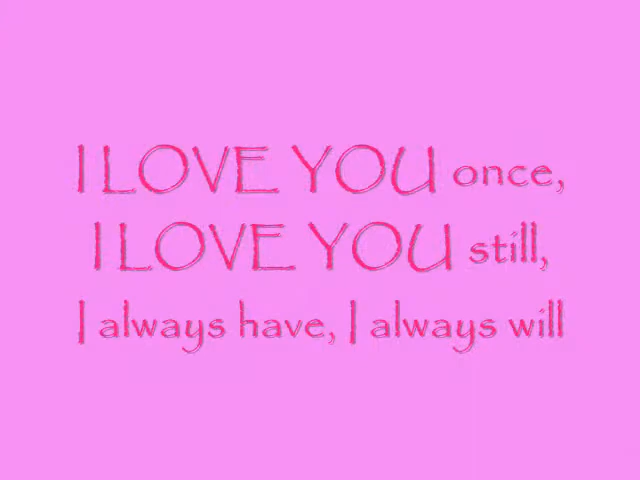 I LOVE YOU once,
I LOVE YOU still,
I always have, I always will